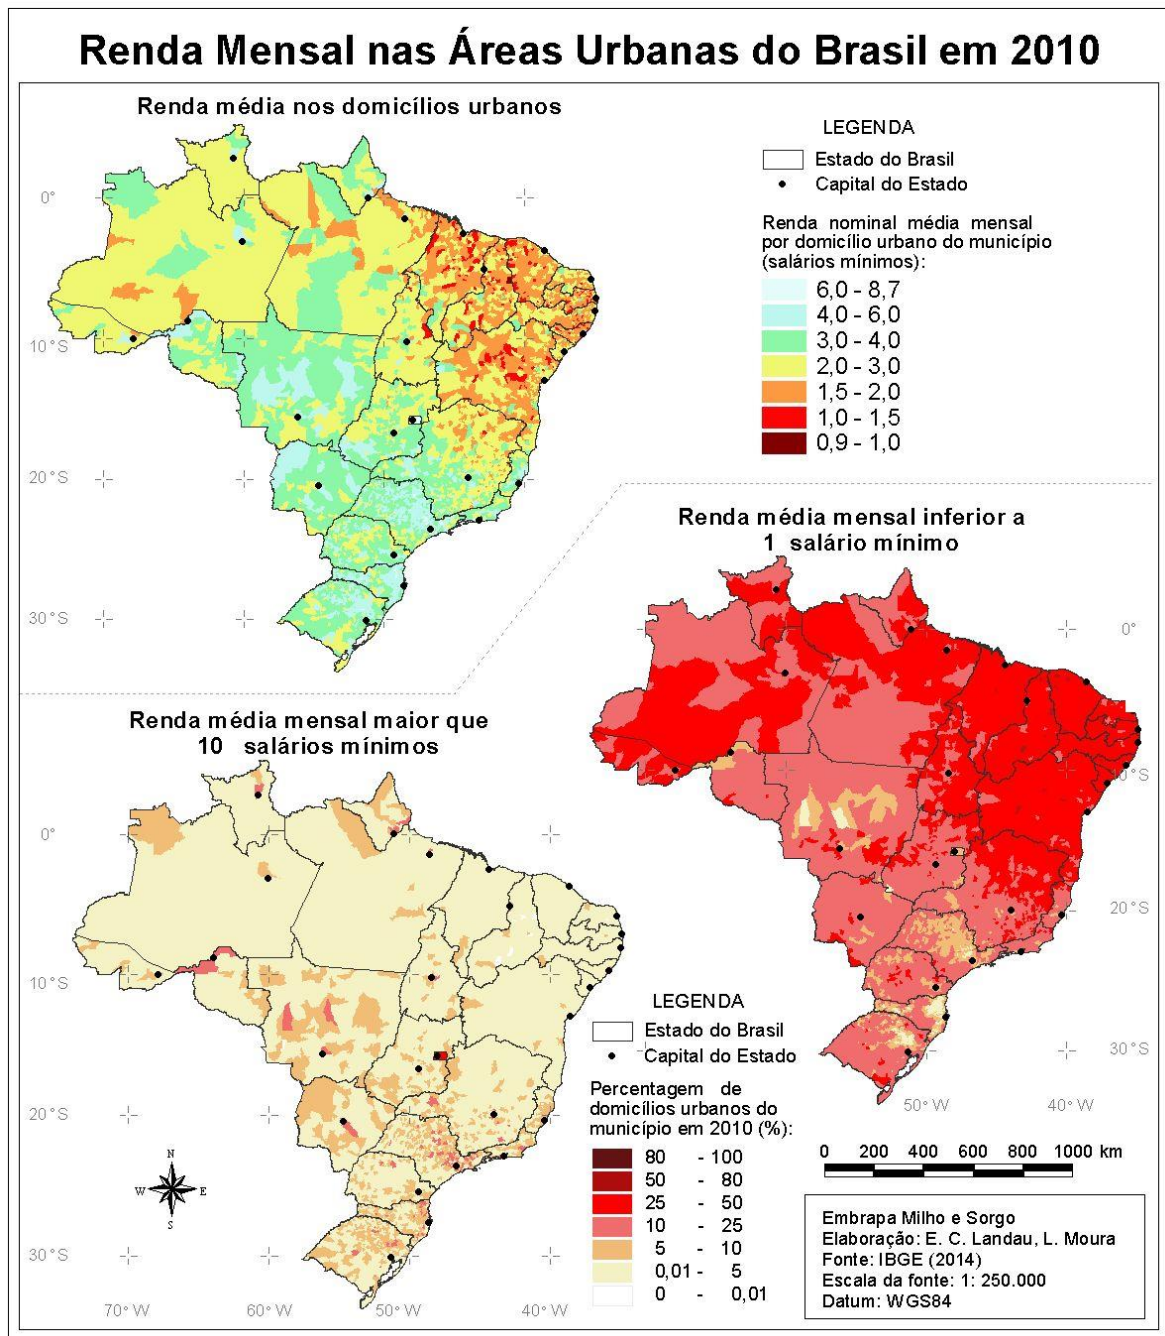 Renda Mensal nas Áreas Urbanas do Brasil em 2010
Renda média nos domicílios urbanos
LEGENDA
Estado do Brasil
Capital do Estado
Renda nominal média mensal
por domicílio urbano do município
(salários mínimos):
6,0 - 8,7
4,0 - 6,0
3,0 - 4,0
2,0 - 3,0
1,5 - 2,0
1,0 - 1,5
0,9 - 1,0
0°
10°S
20°S
30°S
Renda média mensal inferior a
1 salário mínimo
0°
10°S
20°S
30°S
50°W
40°W
Renda média mensal maior que
10 salários mínimos
0°
10°S
20°S
30°S
70°W
60°W
50°W
40°W
N
W E
S
LEGENDA
Estado do Brasil
Capital do Estado
Percentagem de
domicílios urbanos do
município em 2010 (%):
80 - 100
50 - 80
25 - 50
10 - 25
5 - 10
0,01 - 5
0 - 0,01
0 200 400 600 800 1000 km
Embrapa Milho e Sorgo
Elaboração: E. C. Landau, L. Moura
Fonte: IBGE (2014)
Escala da fonte: 1: 250.000
Datum: WGS84